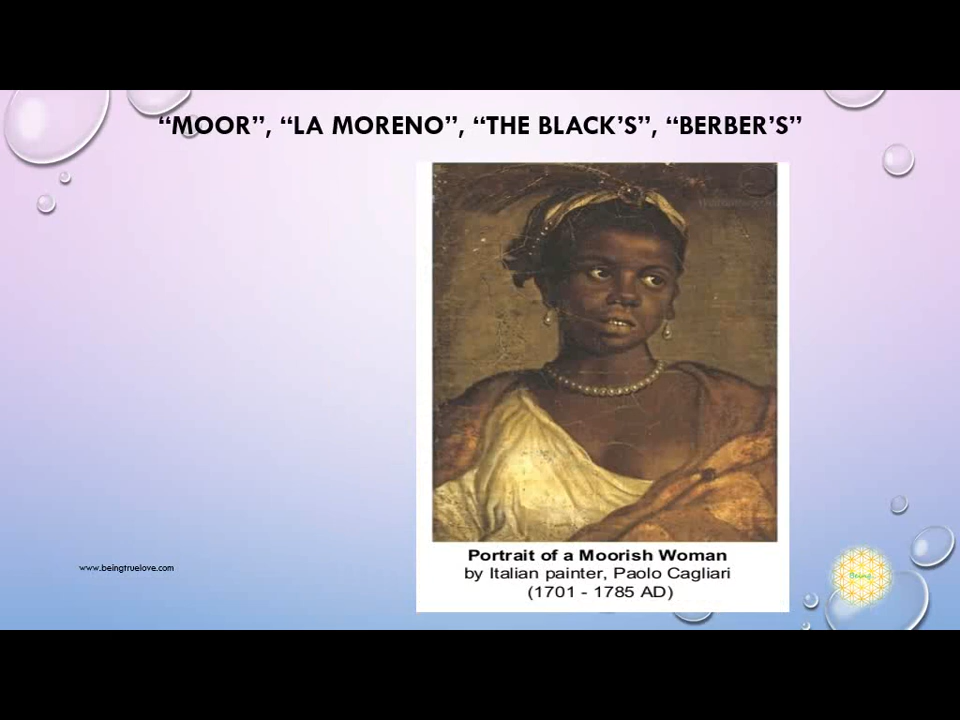 “MOOR”, “LA MORENO”, “THE BLACK’S”, “BERBER’S”
Portrait of a Moorish Woman
by Italian painter, Paolo Cagliari
(1701 - 1785 AD)
www.beingtruelove.com
Being